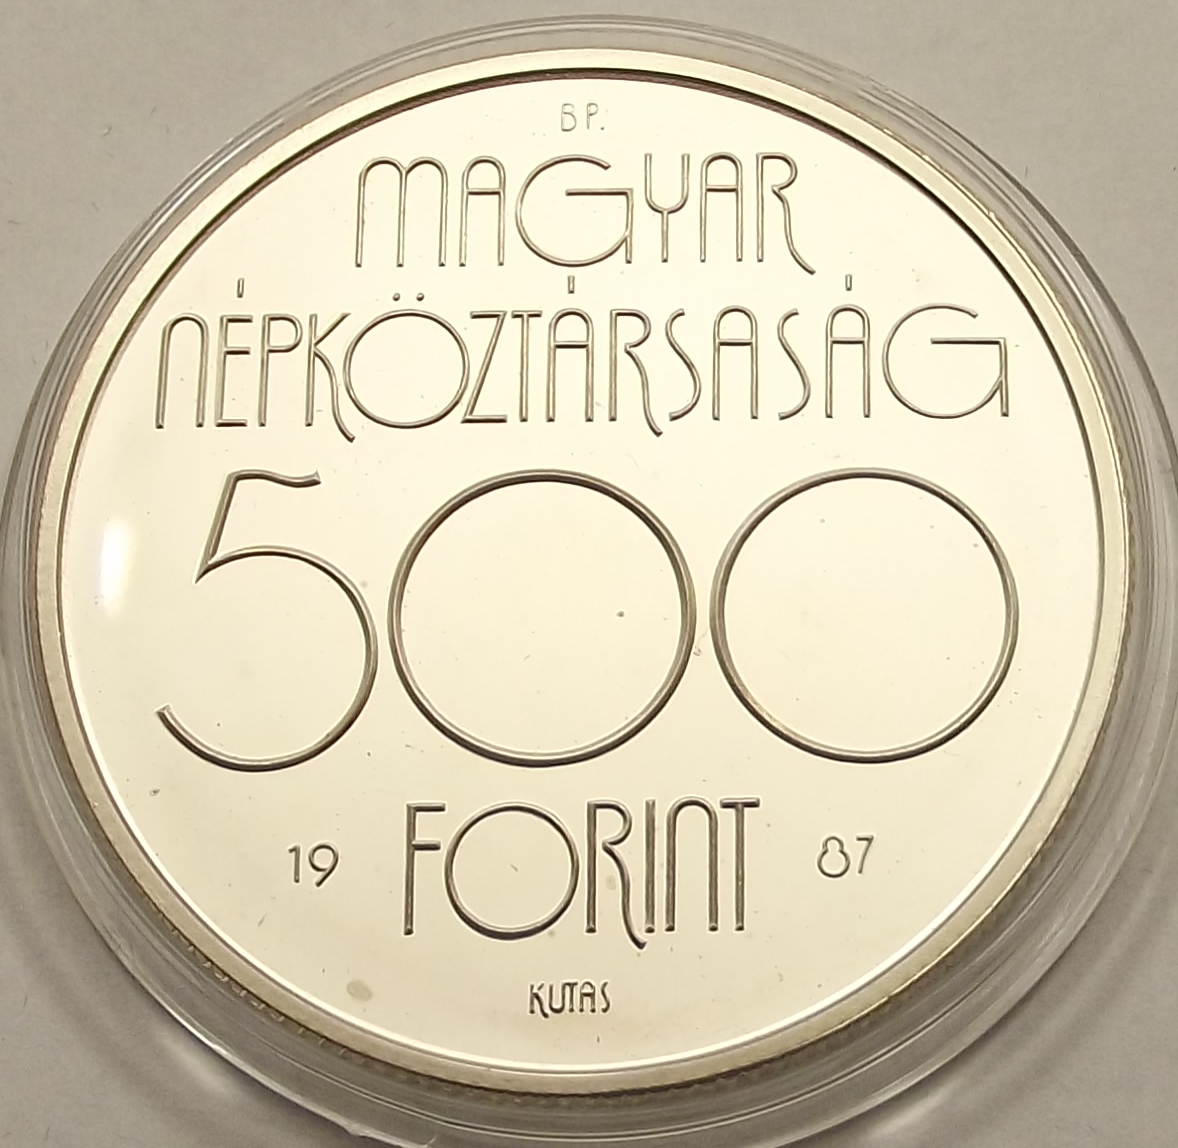 BP.
MAGYAR
NÉPKÖZTÁRSASÁG
500
19 FORINT 87
KUTAS